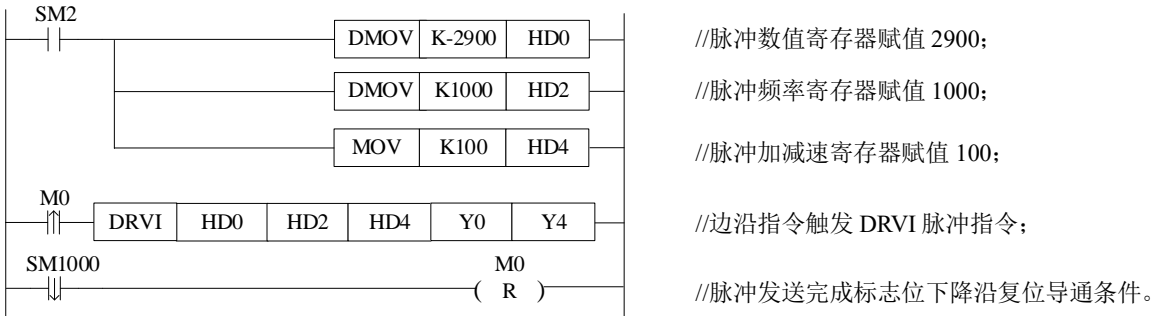 SM2
DMOV K-2900 HD0 //脉冲数值寄存器赋值 2900；
DMOV K1000 HD2 //脉冲频率寄存器赋值 1000；
MOV K100 HD4 //脉冲加减速寄存器赋值 100；
M0
DRVI HD0 HD2 HD4 Y0 Y4 //边沿指令触发 DRVI 脉冲指令；
SM1000 M0
( R ) //脉冲发送完成标志位下降沿复位导通条件。